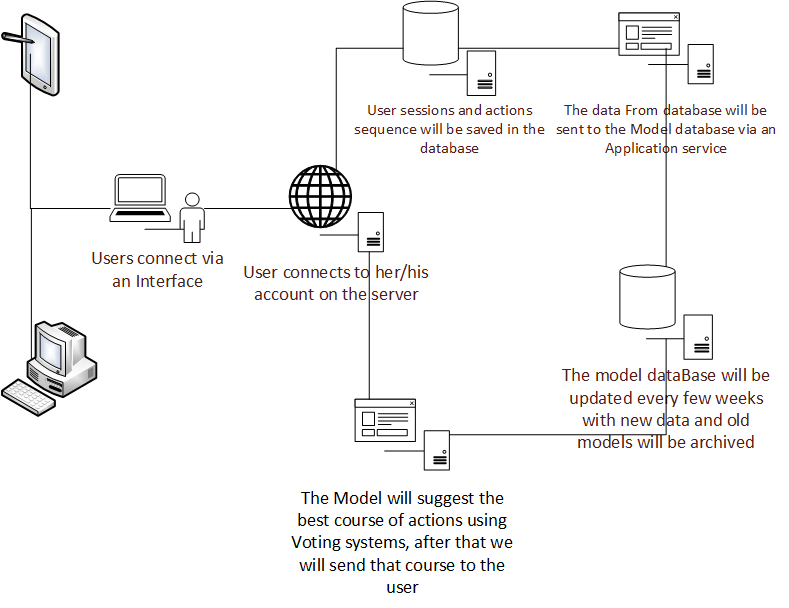 User sessions and actions
sequence will be saved in the
database
The data From database will be
sent to the Model database via an
Application service
Users connect via
an Interface
User connects to her/his
account on the server
The model dataBase will be
updated every few weeks
with new data and old
models will be archived
The Model will suggest the
best course of actions using
Voting systems, after that we
will send that course to the
user